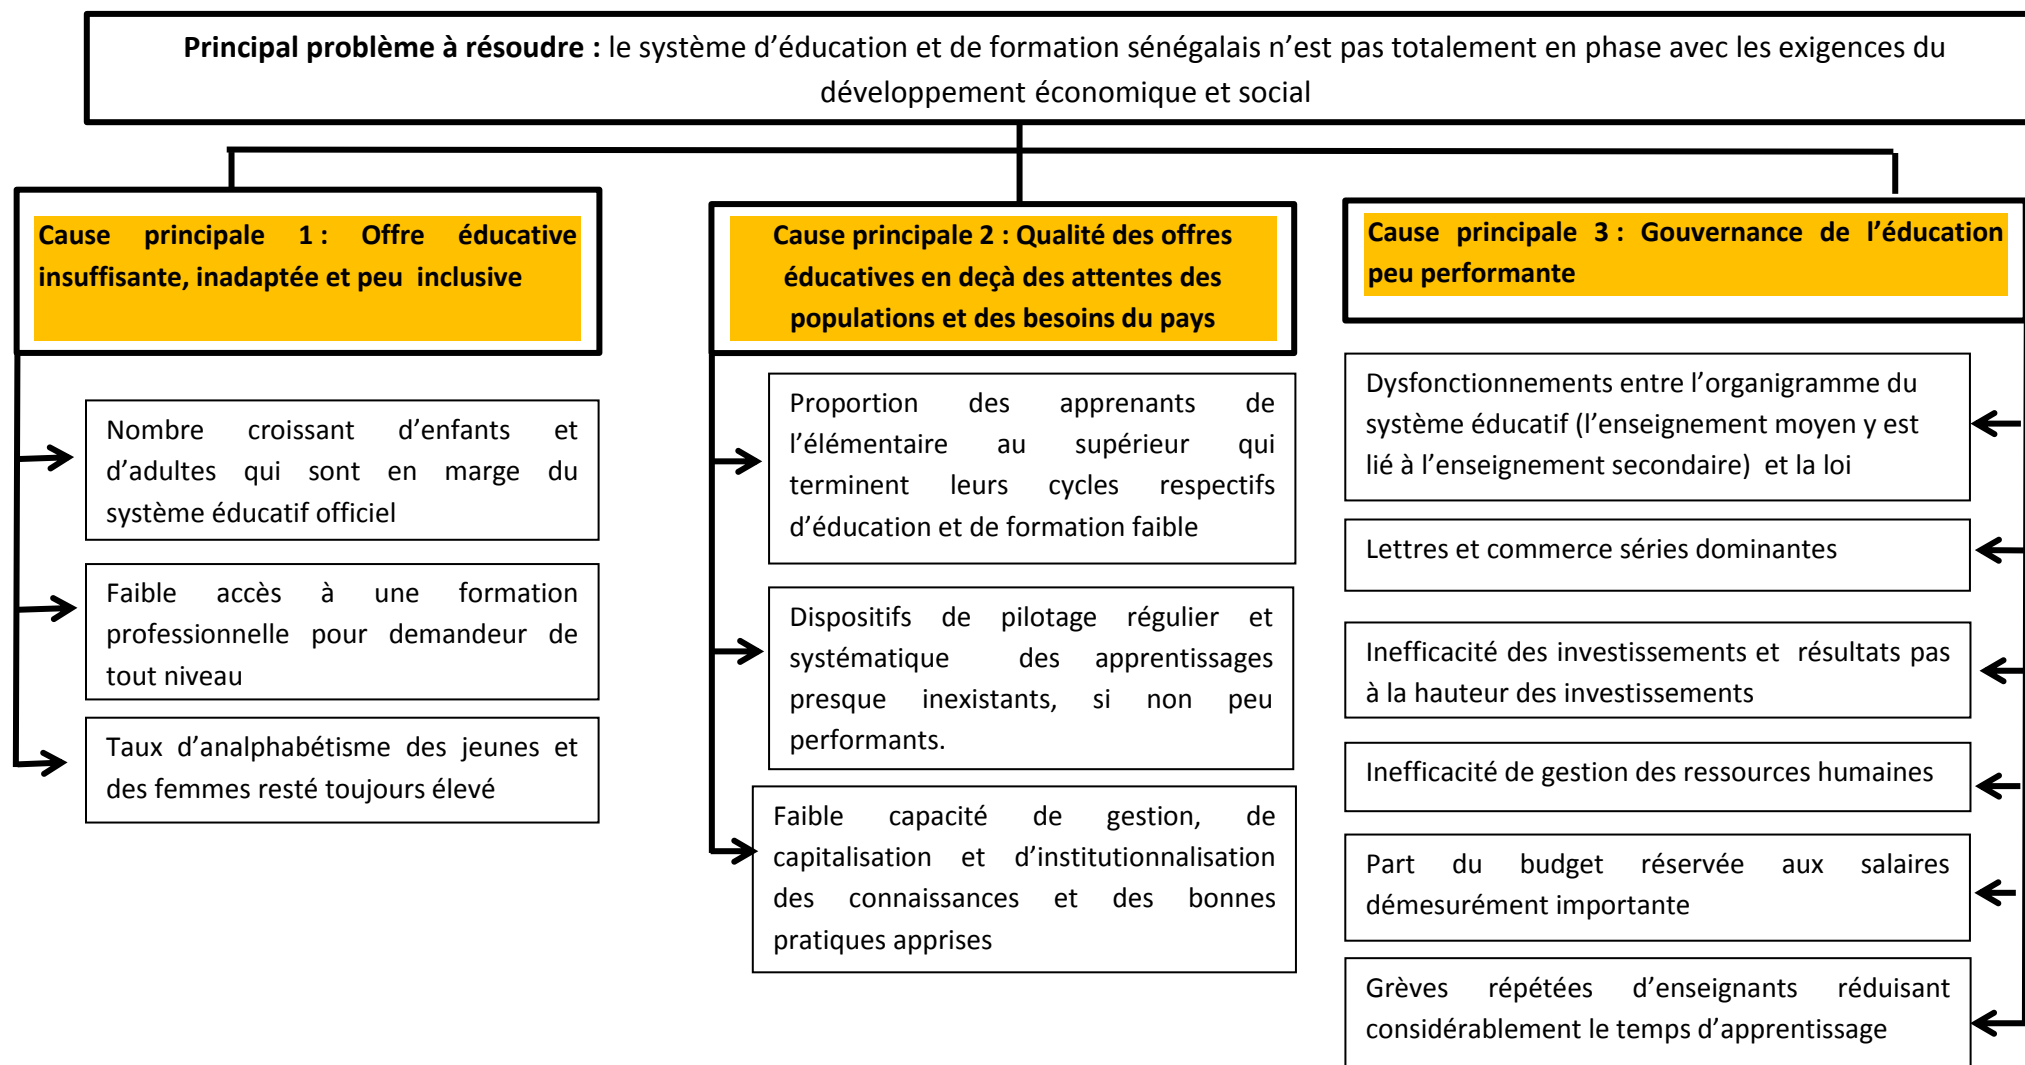 Principal problème à résoudre : le système d’éducation et de formation sénégalais n’est pas totalement en phase avec les exigences du
développement économique et social
Cause principale 1 : Offre éducative
insuffisante, inadaptée et peu inclusive
Nombre croissant d’enfants et
d’adultes qui sont en marge du
système éducatif officiel
Faible accès à une formation
professionnelle pour demandeur de
tout niveau
Taux d’analphabétisme des jeunes et
des femmes resté toujours élevé
Cause principale 2 : Qualité des offres
éducatives en deçà des attentes des
populations et des besoins du pays
Proportion des apprenants de
l’élémentaire au supérieur qui
terminent leurs cycles respectifs
d’éducation et de formation faible
Dispositifs de pilotage régulier et
systématique des apprentissages
presque inexistants, si non peu
performants.
Faible capacité de gestion, de
capitalisation et d’institutionnalisation
des connaissances et des bonnes
pratiques apprises
Cause principale 3 : Gouvernance de l’éducation
peu performante
Dysfonctionnements entre l’organigramme du
système éducatif (l’enseignement moyen y est
lié à l’enseignement secondaire) et la loi
Lettres et commerce séries dominantes
Inefficacité des investissements et résultats pas
à la hauteur des investissements
Inefficacité de gestion des ressources humaines
Part du budget réservée aux salaires
démesurément importante
Grèves répétées d’enseignants réduisant
considérablement le temps d’apprentissage